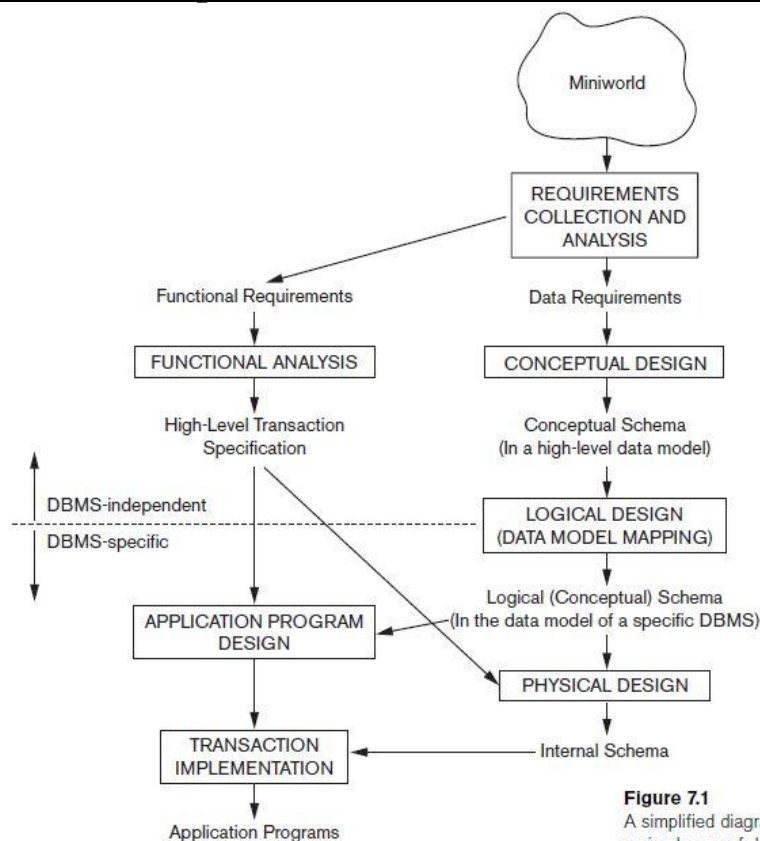 Miniworld
REQUIREMENTS
COLLECTION AND
ANALYSIS
Functional Requirements
Data Requirements
FUNCTIONAL ANALYSIS
CONCEPTUAL DESIGN
High-Level Transaction
Specification
Conceptual Schema
(In a high-level data model)
DBMS-independent
DBMS-specific
LOGICAL DESIGN
(DATA MODEL MAPPING)
Logical (Conceptual) Schema
(In the data model of a specific DBMS)
APPLICATION PROGRAM
DESIGN
PHYSICAL DESIGN
TRANSACTION
IMPLEMENTATION
Internal Schema
Application Programs
Figure 7.1
A simplified